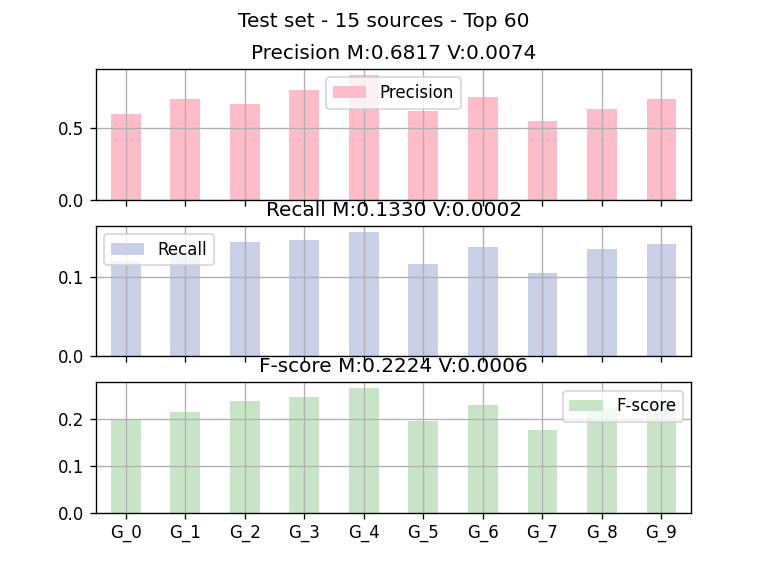 Test set - 15 sources - Top 60
Precision M:0.6817 V:0.0074
Precision
0.5
0.0
Recall M:0.1330 V:0.0002
Recall
0.1
0.0
F-score M:0.2224 V:0.0006
F-score
0.2
0.1
0.0
G_0 G_1 G_2 G_3 G_4 G_5 G_6 G_7 G_8 G_9